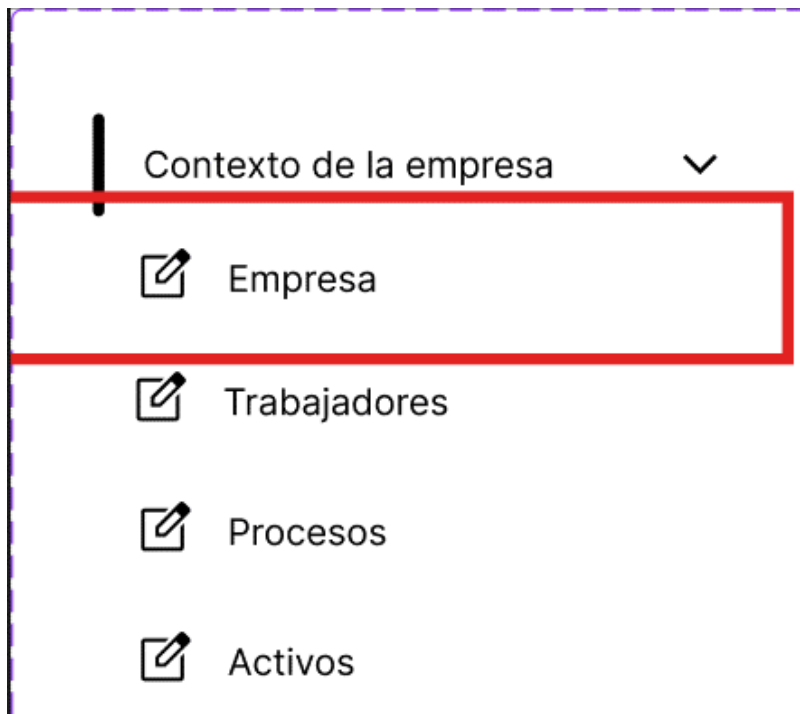 Contexto de la empresa
Empresa
Trabajadores
Procesos
Activos